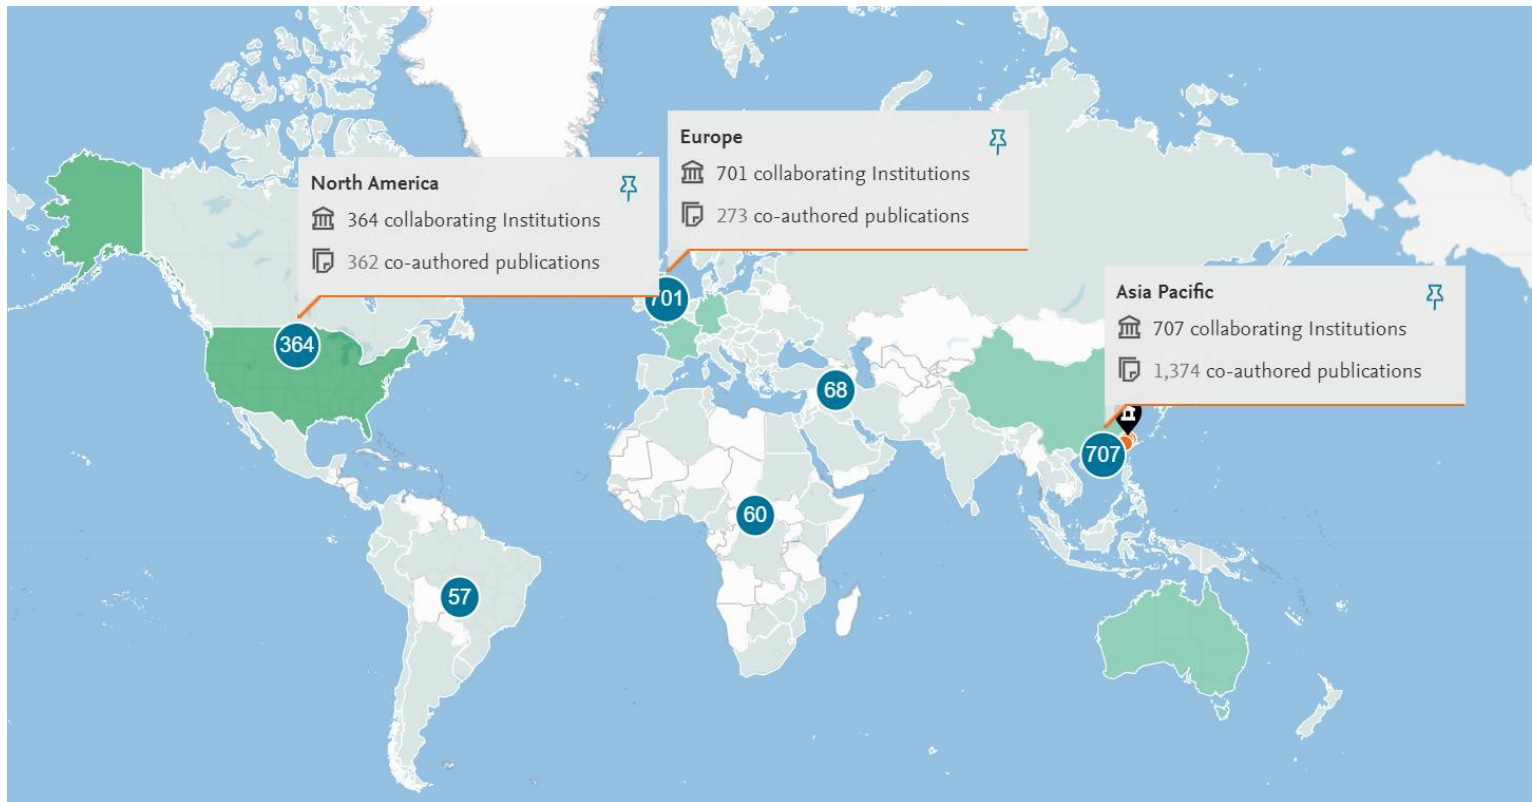 Europe
701 collaborating Institutions
273 co-authored publications
North America
364 collaborating Institutions
362 co-authored publications
Asia Pacific
707 collaborating Institutions
1,374 co-authored publications
701
364
68
707
60
57